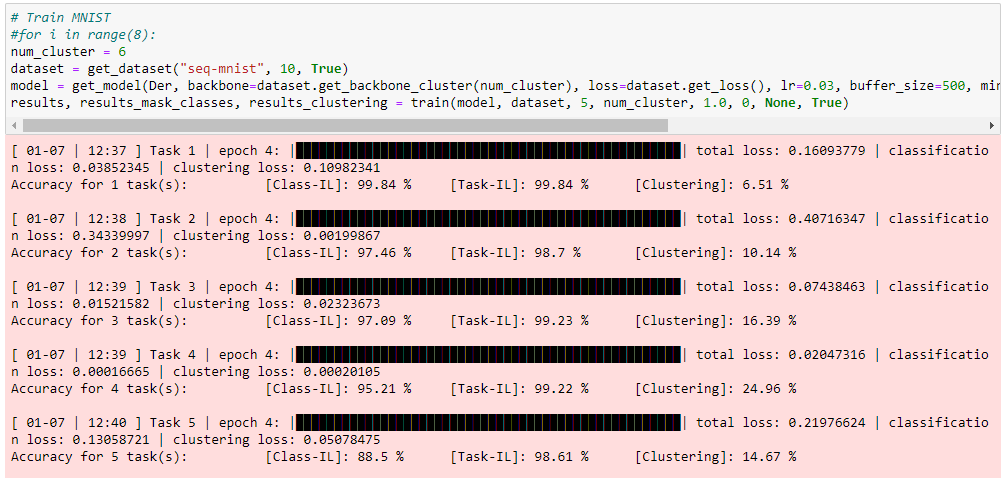 # Train MNIST
#for i in range(8):
num_cluster = 6
dataset = get_dataset("seq-mnist", 10, True)
model = get_model(Der, backbone=dataset.get_backbone_cluster(num_cluster), loss=dataset.get_loss(), lr=0.03, buffer_size=500, min
results, results_mask_classes, results_clustering = train(model, dataset, 5, num_cluster, 1.0, 0, None, True)
[ 01-07 | 12:37 ] Task 1 | epoch 4: || total loss: 0.16093779 | classificatio
n loss: 0.03852345 | clustering loss: 0.10982341
Accuracy for 1 task(s): [Class-IL]: 99.84 % [Task-IL]: 99.84 % [Clustering]: 6.51 %
[ 01-07 | 12:38 ] Task 2 | epoch 4: || total loss: 0.40716347 | classificatio
n loss: 0.34339997 | clustering loss: 0.00199867
Accuracy for 2 task(s): [Class-IL]: 97.46 % [Task-IL]: 98.7 % [Clustering]: 10.14 %
[ 01-07 | 12:39 ] Task 3 | epoch 4: || total loss: 0.07438463 | classificatio
n loss: 0.01521582 | clustering loss: 0.02323673
Accuracy for 3 task(s): [Class-IL]: 97.09 % [Task-IL]: 99.23 % [Clustering]: 16.39 %
[ 01-07 | 12:39 ] Task 4 | epoch 4: || total loss: 0.02047316 | classificatio
n loss: 0.00016665 | clustering loss: 0.00020105
Accuracy for 4 task(s): [Class-IL]: 95.21 % [Task-IL]: 99.22 % [Clustering]: 24.96 %
[ 01-07 | 12:40 ] Task 5 | epoch 4: || total loss: 0.21976624 | classificatio
n loss: 0.13058721 | clustering loss: 0.05078475
Accuracy for 5 task(s): [Class-IL]: 88.5 % [Task-IL]: 98.61 % [Clustering]: 14.67 %